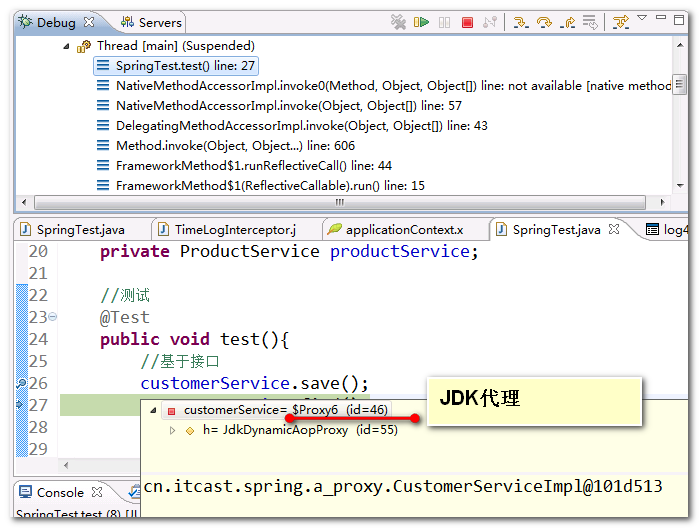 Debug Servers
Thread [main] (Suspended)
SpringTest.test() line: 27
NativeMethodAccessorImpl.invoke0(Method, Object, Object[]) line: not available [native method
NativeMethodAccessorImpl.invoke(Object, Object[]) line: 57
DelegatingMethodAccessorImpl.invoke(Object, Object[]) line: 43
Method.invoke(Object, Object...) line: 606
FrameworkMethod$1.runReflectiveCall() line: 44
FrameworkMethod$1(ReflectiveCallable).run() line: 15
SpringTest.java TimeLogInterceptor.j applicationContext.x SpringTest.java log4
20 private ProductService productService;
21
22 //测试
23 @Test
24 public void test(){
25 //基于接口
26 customerService.save();
27
28
29
JDK代理
customerService= $Proxy6 (id=46)
h= JdkDynamicAopProxy (id=55)
cn.itcast.spring.a_proxy.CustomerServiceImpl@101d513
Console
SpringTest.test (8) [J